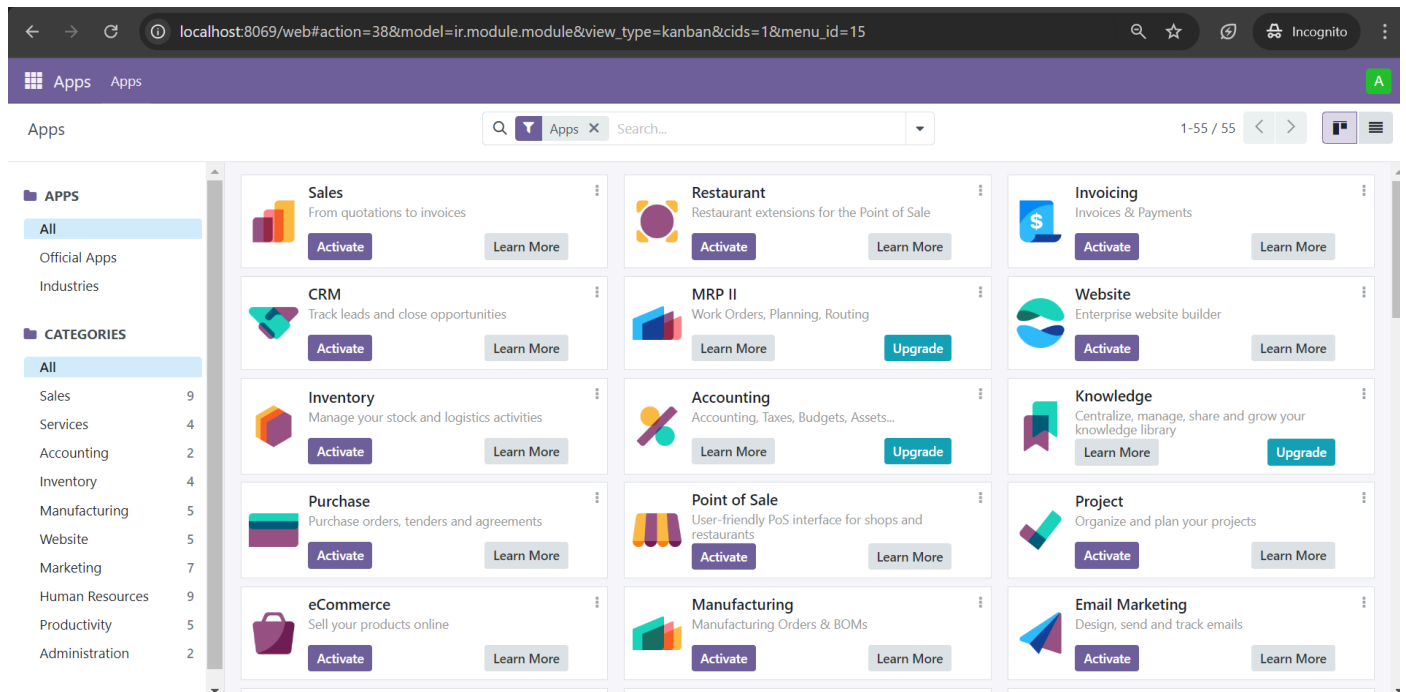 localhost:8069/web#action=38&model=ir.module.module&view_type=kanban&cids=1&menu_id=15
Incognito
Apps
Apps
A
Apps
Apps
Search...
1-55 / 55
APPS
All
Official Apps
Industries
CATEGORIES
All
Sales 9
Services 4
Accounting 2
Inventory 4
Manufacturing 5
Website 5
Marketing 7
Human Resources 9
Productivity 5
Administration 2
Sales
From quotations to invoices
Activate
Learn More
Restaurant
Restaurant extensions for the Point of Sale
Activate
Learn More
Invoicing
Invoices & Payments
Activate
Learn More
CRM
Track leads and close opportunities
Activate
Learn More
MRP II
Work Orders, Planning, Routing
Learn More
Upgrade
Website
Enterprise website builder
Activate
Learn More
Inventory
Manage your stock and logistics activities
Activate
Learn More
Accounting
Accounting, Taxes, Budgets, Assets...
Learn More
Upgrade
Knowledge
Centralize, manage, share and grow your
knowledge library
Learn More
Upgrade
Purchase
Purchase orders, tenders and agreements
Activate
Learn More
Point of Sale
User-friendly PoS interface for shops and
restaurants
Activate
Learn More
Project
Organize and plan your projects
Activate
Learn More
eCommerce
Sell your products online
Activate
Learn More
Manufacturing
Manufacturing Orders & BOMs
Activate
Learn More
Email Marketing
Design, send and track emails
Activate
Learn More